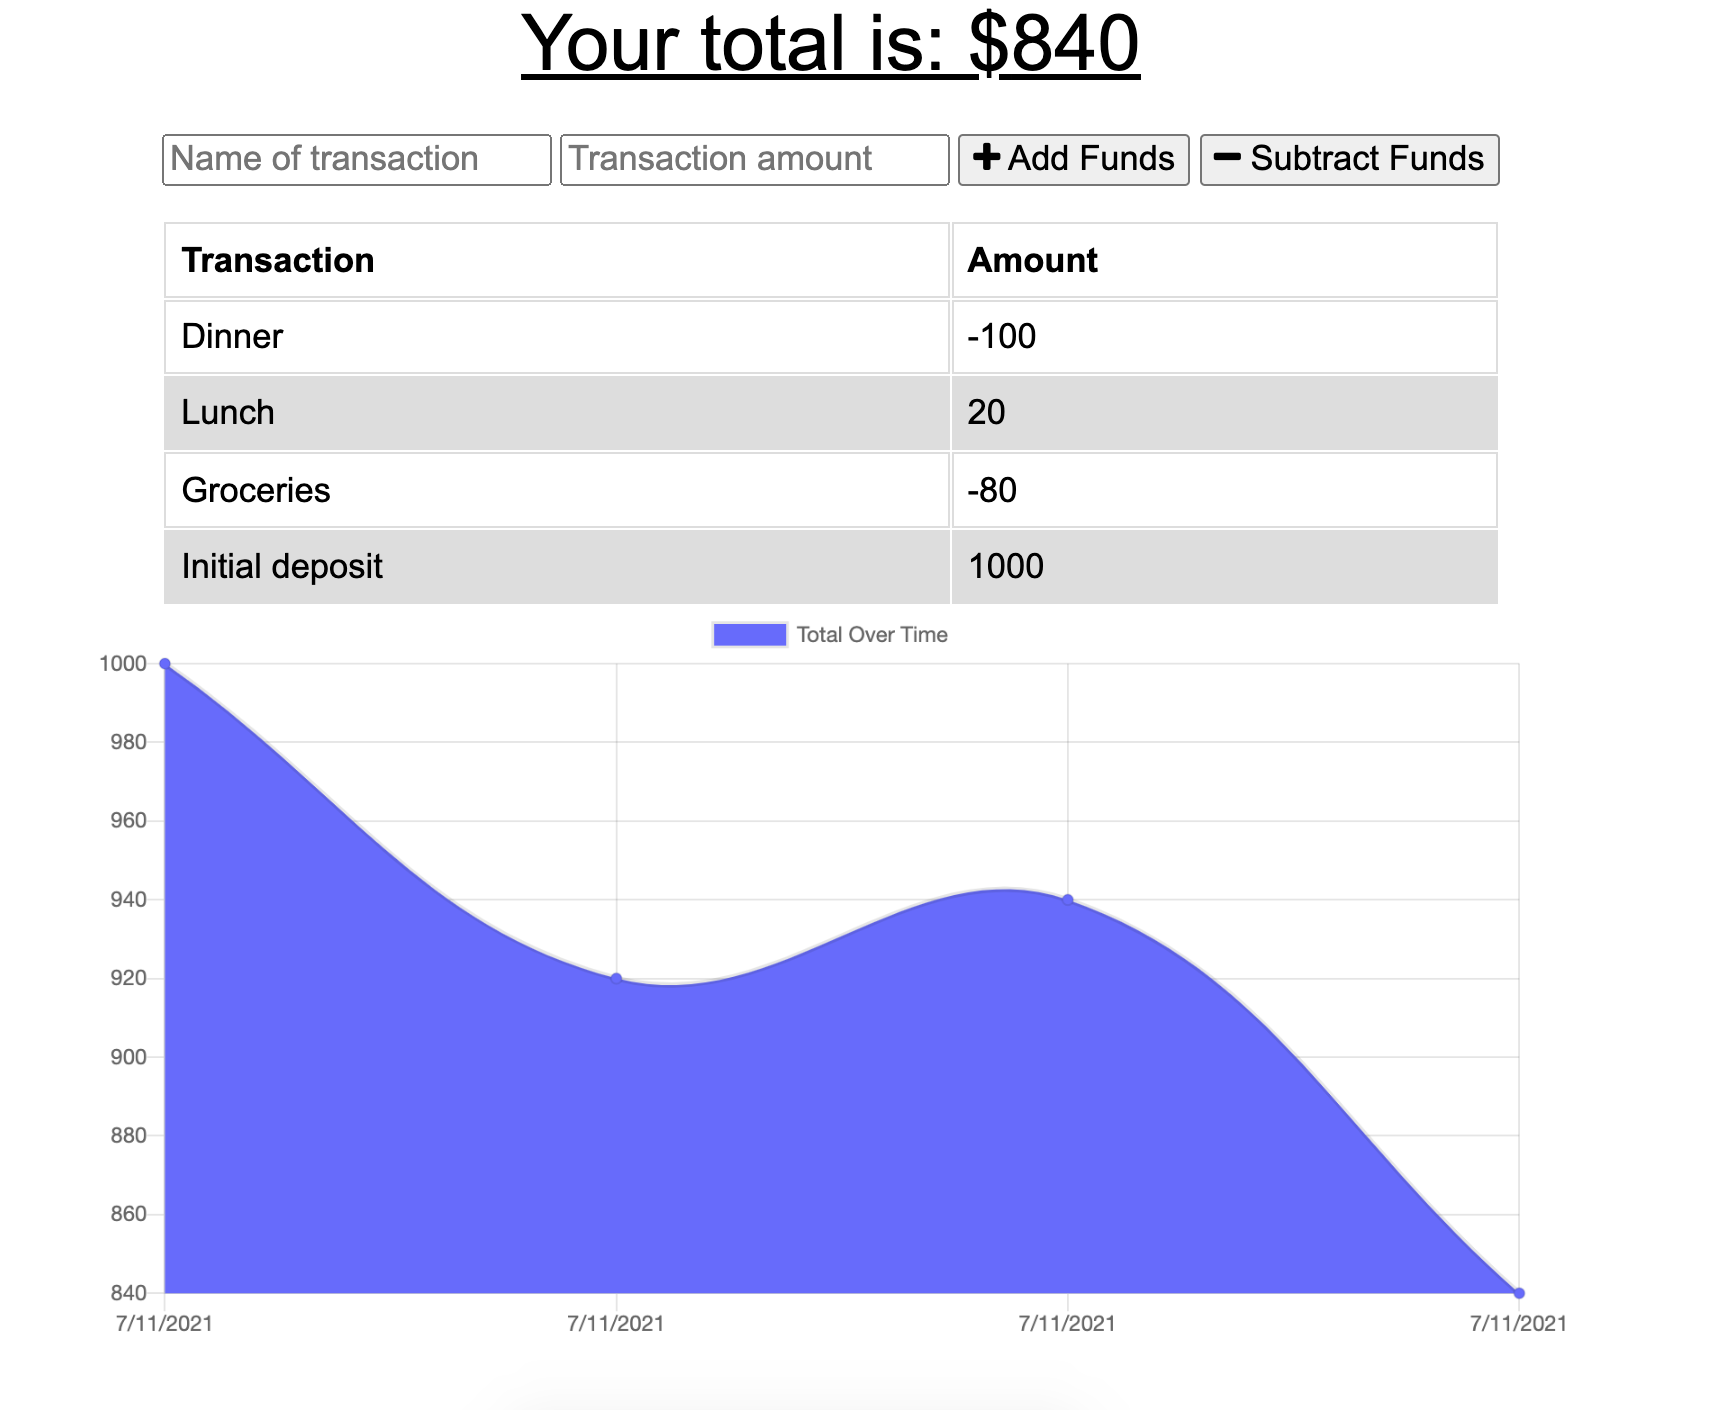 Your total is: $840
Name of transaction Transaction amount + Add Funds − Subtract Funds
Transaction Amount
Dinner -100
Lunch 20
Groceries -80
Initial deposit 1000
Total Over Time
1000
980
960
940
920
900
880
860
840
7/11/2021 7/11/2021 7/11/2021 7/11/2021